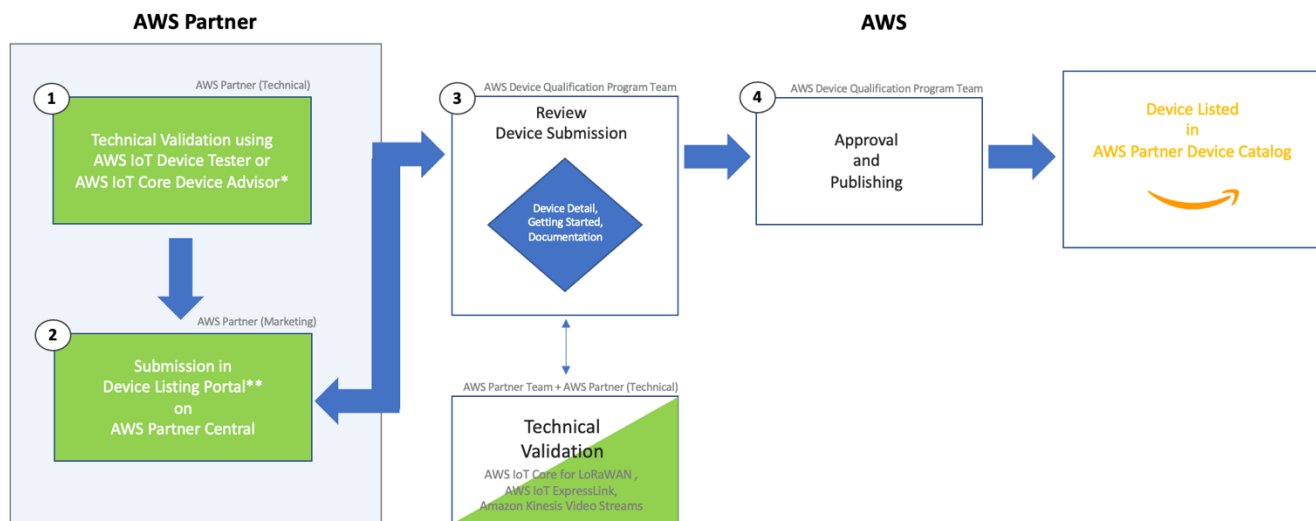 AWS Partner
AWS
AWS Partner (Technical)
1
Technical Validation using
AWS IoT Device Tester or
AWS IoT Core Device Advisor*
AWS Partner (Marketing)
2
Submission in
Device Listing Portal**
on
AWS Partner Central
AWS Device Qualification Program Team
3
Review
Device Submission
Device Detail,
Getting Started,
Documentation
AWS Partner Team + AWS Partner (Technical)
Technical
Validation
AWS IoT Core for LoRaWAN ,
AWS IoT ExpressLink,
Amazon Kinesis Video Streams
AWS Device Qualification Program Team
4
Approval
and
Publishing
Device Listed
in
AWS Partner Device Catalog